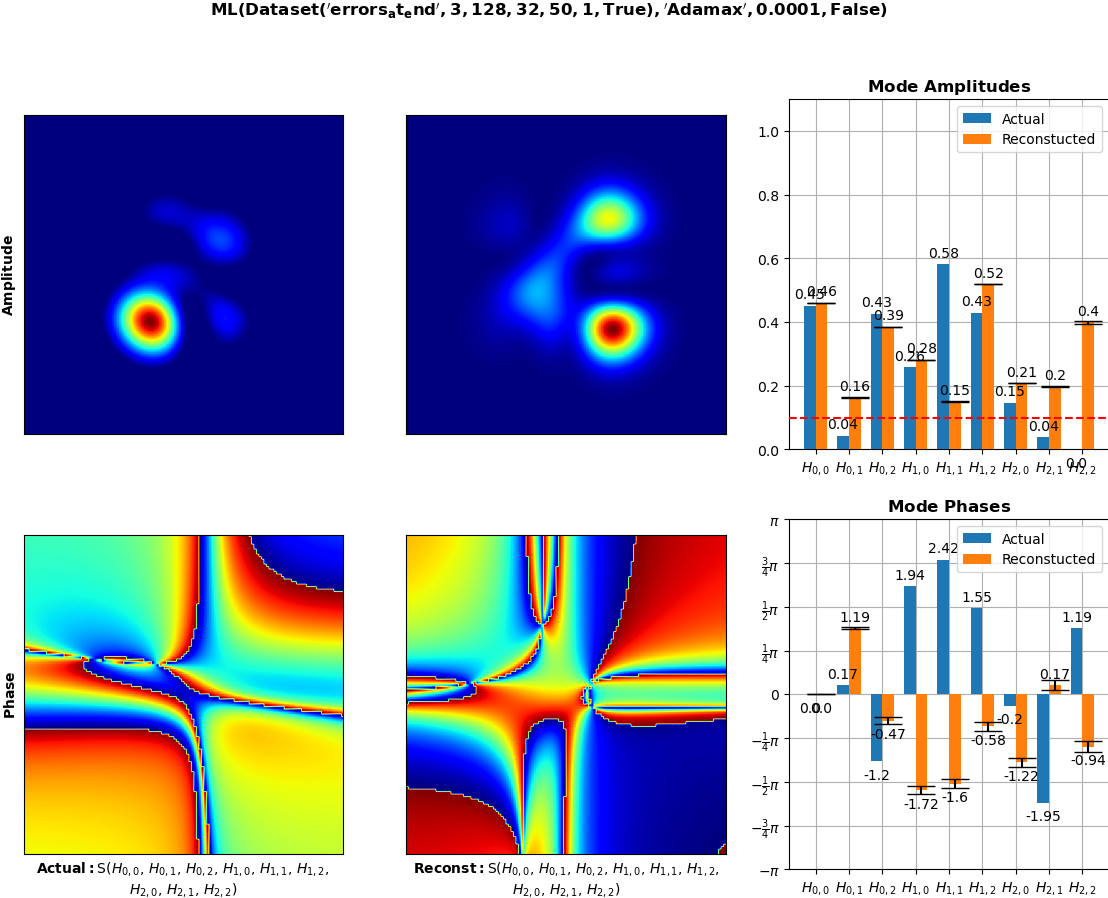 ML(Dataset('errors_at_end', 3, 128, 32, 50, 1, True), 'Adamax', 0.0001, False)
Amplitude
Mode Amplitudes
Actual
Reconstucted
1.0
0.8
0.6
0.4
0.2
0.0
0.45 0.46
0.04 0.16
0.43 0.39
0.26 0.28
0.58 0.15
0.43 0.52
0.15 0.21
0.04 0.2
0.0 0.4
H0,0 H0,1 H0,2 H1,0 H1,1 H1,2 H2,0 H2,1 H2,2
Phase
Actual: S(H0,0, H0,1, H0,2, H1,0, H1,1, H1,2,
H2,0, H2,1, H2,2)
Reconst: S(H0,0, H0,1, H0,2, H1,0, H1,1, H1,2,
H2,0, H2,1, H2,2)
Mode Phases
Actual
Reconstucted
π
3/4π
1/2π
1/4π
0
-1/4π
-1/2π
-3/4π
-π
0.0 0.0
0.17 1.19
-1.2 -0.47
1.94 -1.72
2.42 -1.6
1.55 -0.58
-0.2 -1.22
-1.95 0.17
1.19 -0.94
H0,0 H0,1 H0,2 H1,0 H1,1 H1,2 H2,0 H2,1 H2,2